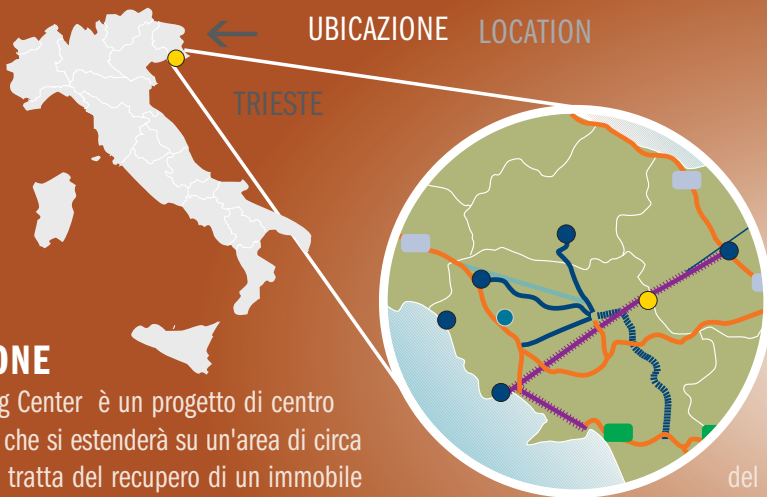 UBICAZIONE LOCATION
TRIESTE
ONE
g Center è un progetto di centro
che si estenderà su un'area di circa
tratta del recupero di un immobile
del